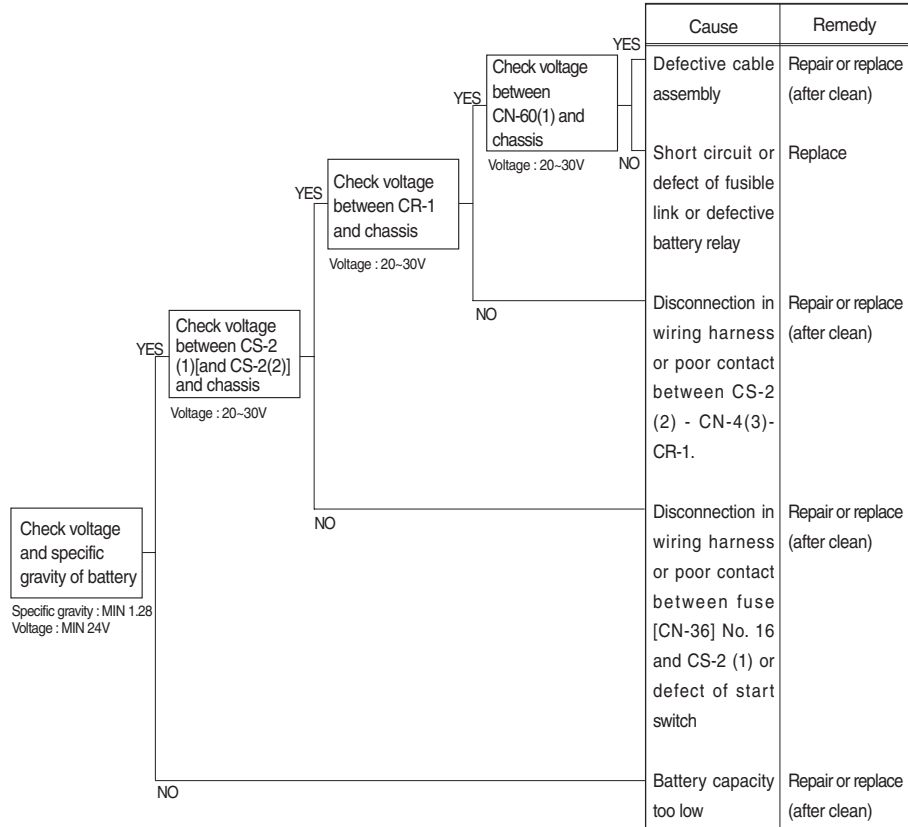 Cause
Remedy
YES
Defective cable
assembly
Repair or replace
(after clean)
Check voltage
between
CN-60(1) and
chassis
Voltage : 20~30V
YES
NO
Short circuit or
defect of fusible
link or defective
battery relay
Replace
YES
Check voltage
between CR-1
and chassis
Voltage : 20~30V
NO
Disconnection in
wiring harness
or poor contact
between CS-2
(2) - CN-4(3)-
CR-1.
Repair or replace
(after clean)
YES
Check voltage
between CS-2
(1)[and CS-2(2)]
and chassis
Voltage : 20~30V
NO
Disconnection in
wiring harness
or poor contact
between fuse
[CN-36] No. 16
and CS-2 (1) or
defect of start
switch
Repair or replace
(after clean)
Check voltage
and specific
gravity of battery
Specific gravity : MIN 1.28
Voltage : MIN 24V
NO
Battery capacity
too low
Repair or replace
(after clean)